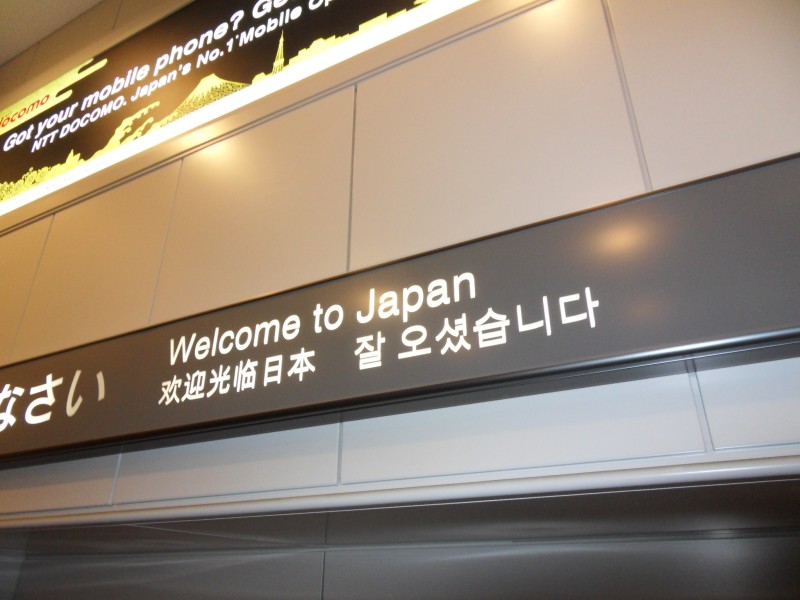 docomo
Got your mobile phone?
NTT DOCOMO. Japan's No.1 Mobile
Welcome to Japan
なさい
欢迎光临日本 잘 오셨습니다